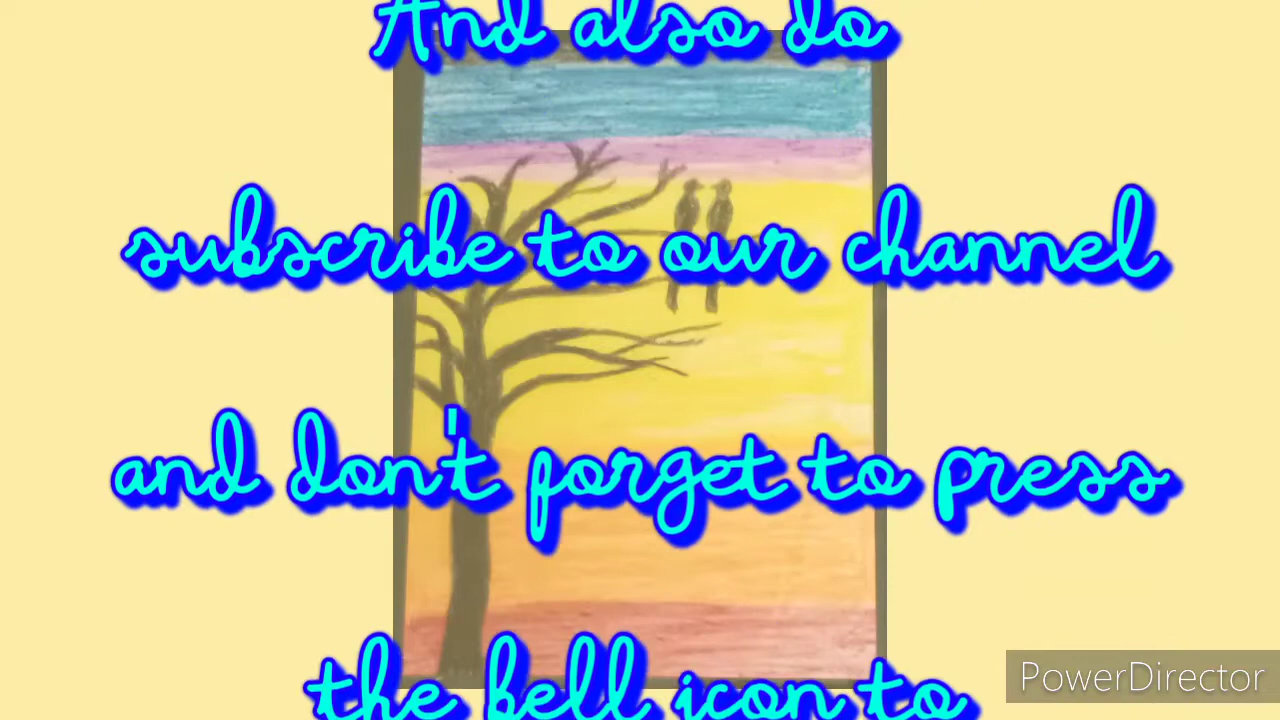 And also do
subscribe to our channel
and don't forget to press
the bell icon to
PowerDirector